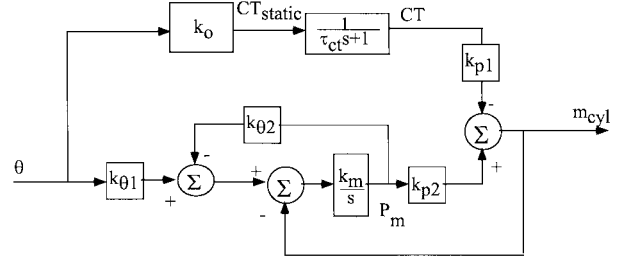 CT_static
CT
k_o
1
τ_ct s+1
k_p1
-
m_cyl
Σ
k_θ2
θ
-
+
k_θ1
Σ
+
Σ
-
k_m
s
P_m
k_p2
+